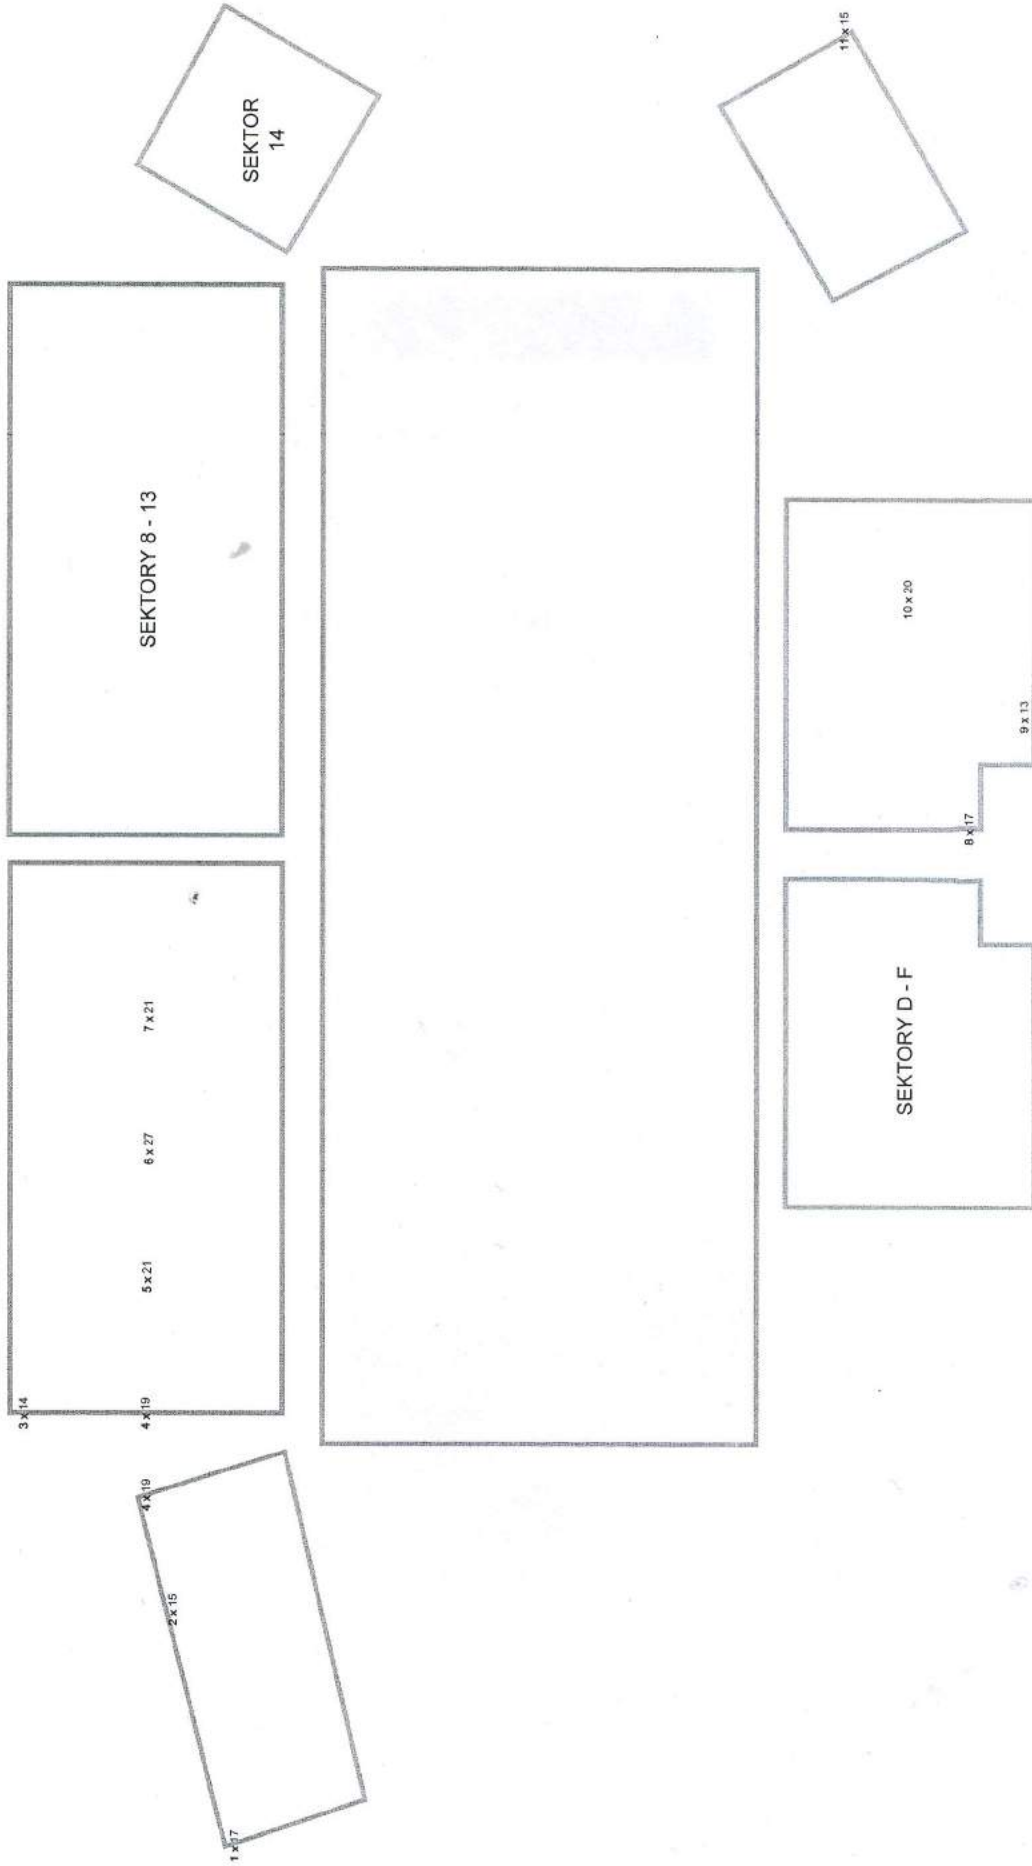 SEKTOR
14
SEKTORY 8 - 13
11 x 15
10 x 20
9 x 13
8 x 17
7 x 21
6 x 27
5 x 21
SEKTORY D - F
3 x 14
4 x 19
4 x 19
2 x 15
1 x 17